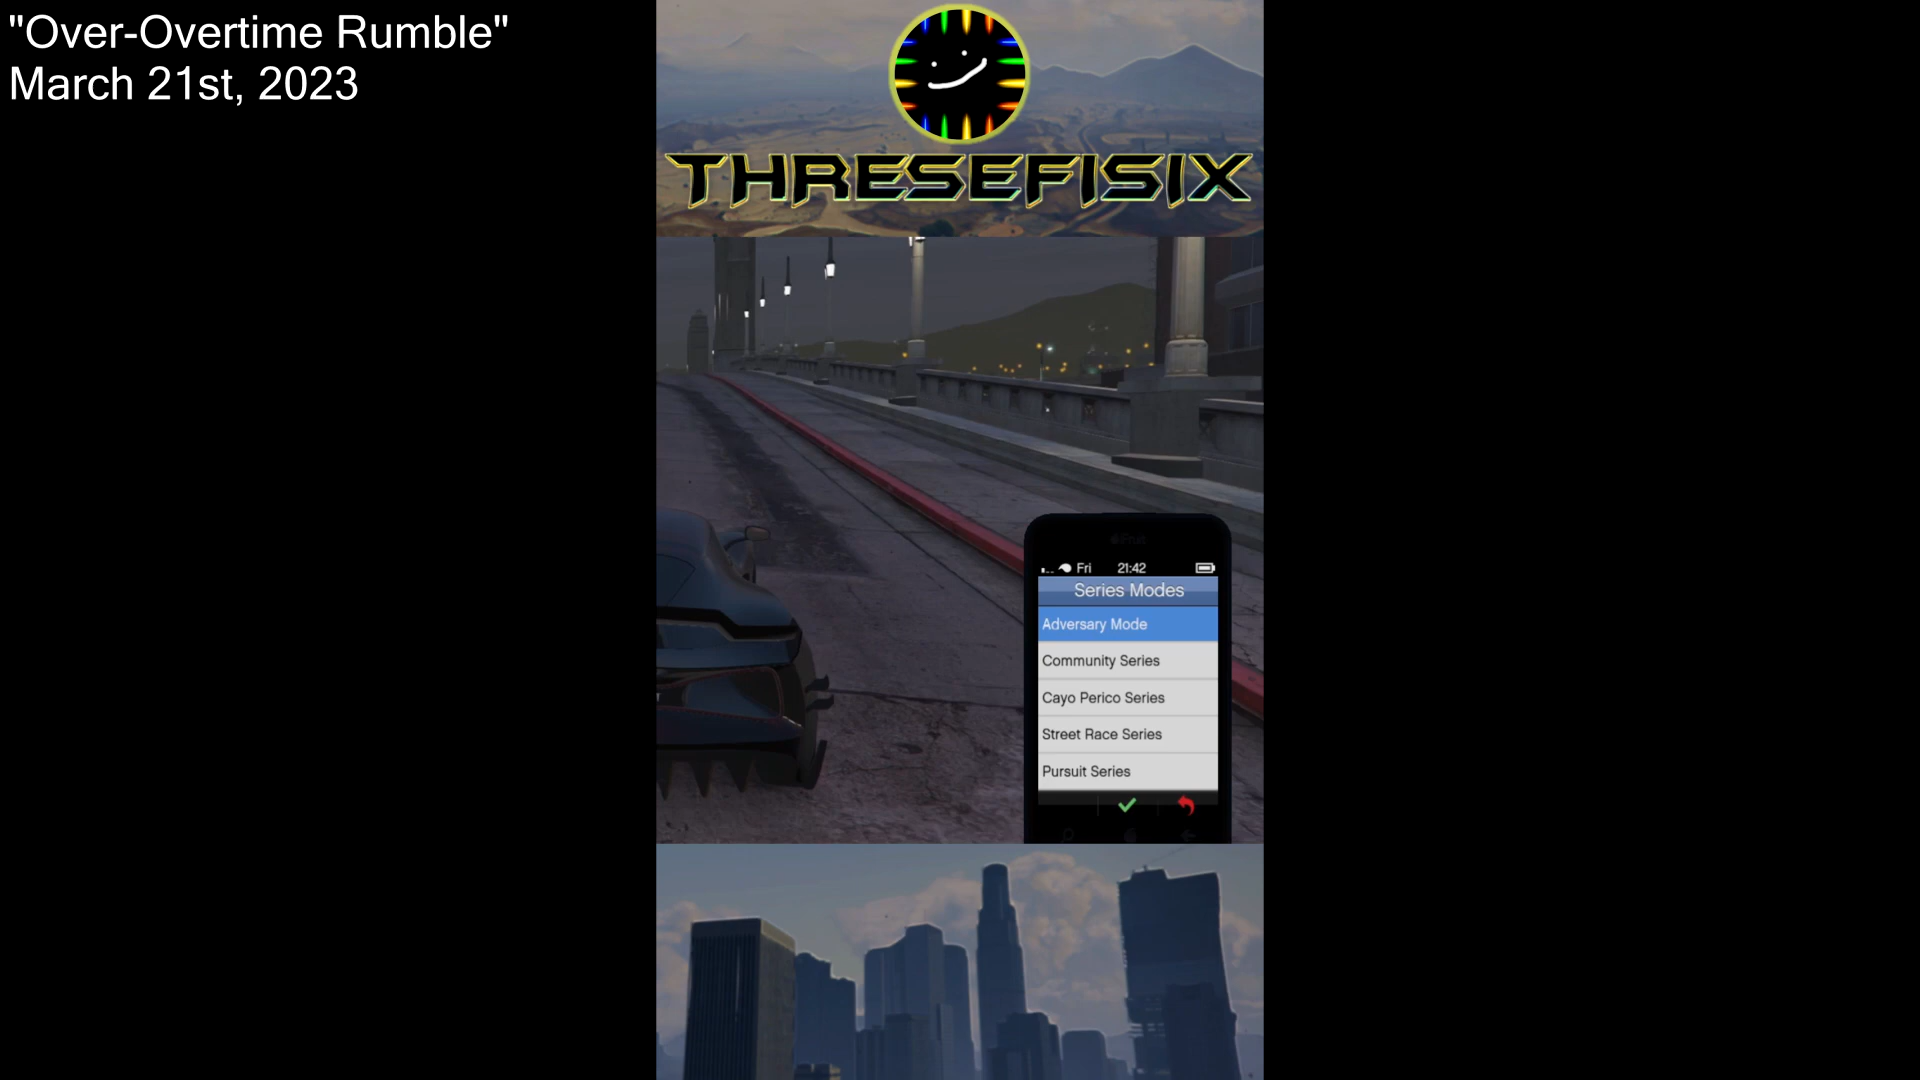 "Over-Overtime Rumble"
March 21st, 2023
THRESEFISIX
iFruit
Fri 21:42
Series Modes
Adversary Mode
Community Series
Cayo Perico Series
Street Race Series
Pursuit Series